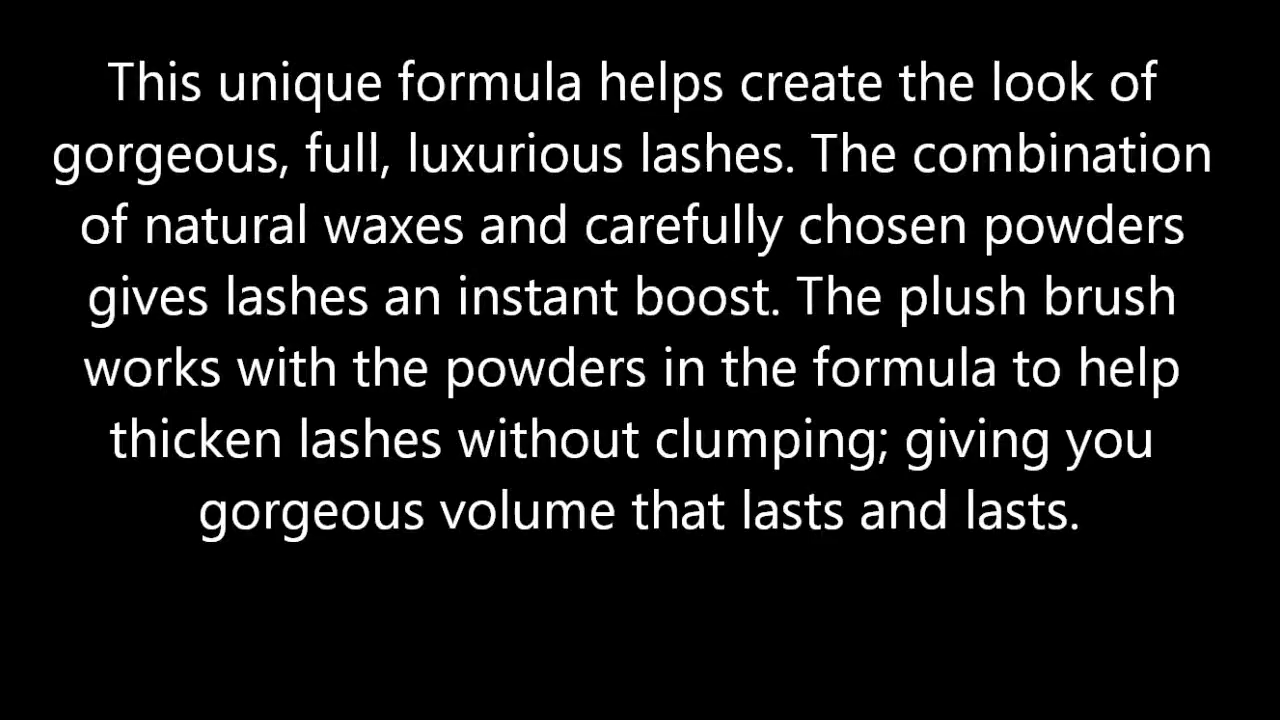 This unique formula helps create the look of
gorgeous, full, luxurious lashes. The combination
of natural waxes and carefully chosen powders
gives lashes an instant boost. The plush brush
works with the powders in the formula to help
thicken lashes without clumping; giving you
gorgeous volume that lasts and lasts.